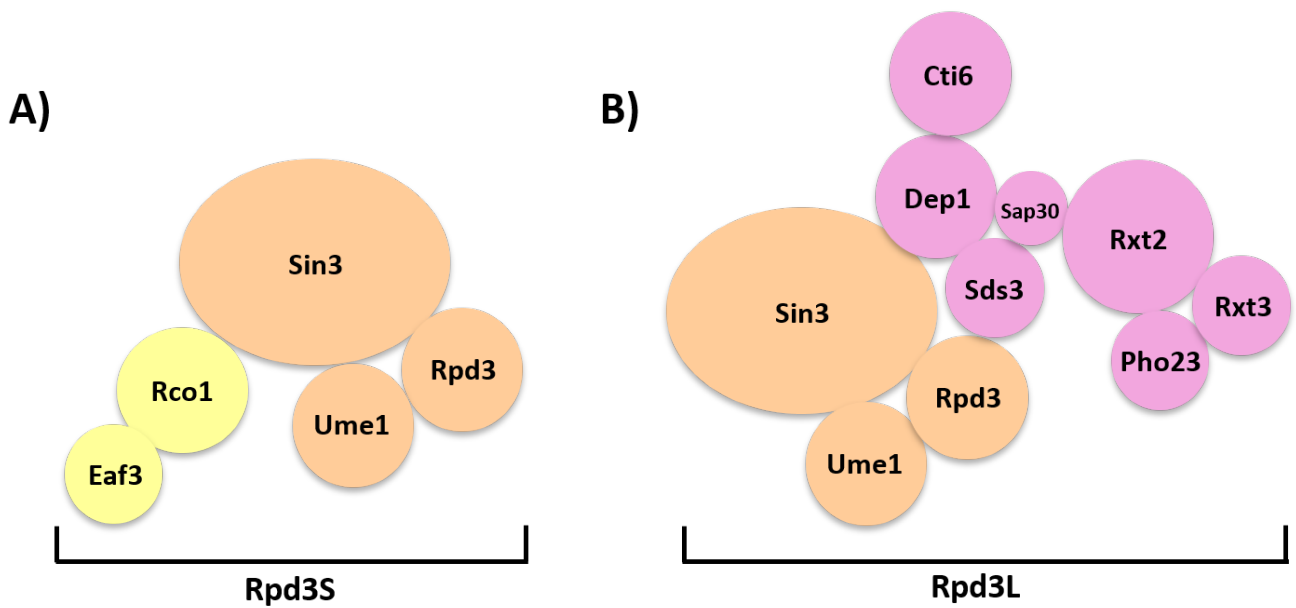 A)
Sin3
Rco1
Rpd3
Ume1
Eaf3
Rpd3S
B)
Cti6
Dep1
Sap30
Rxt2
Sds3
Sin3
Rxt3
Pho23
Rpd3
Ume1
Rpd3L